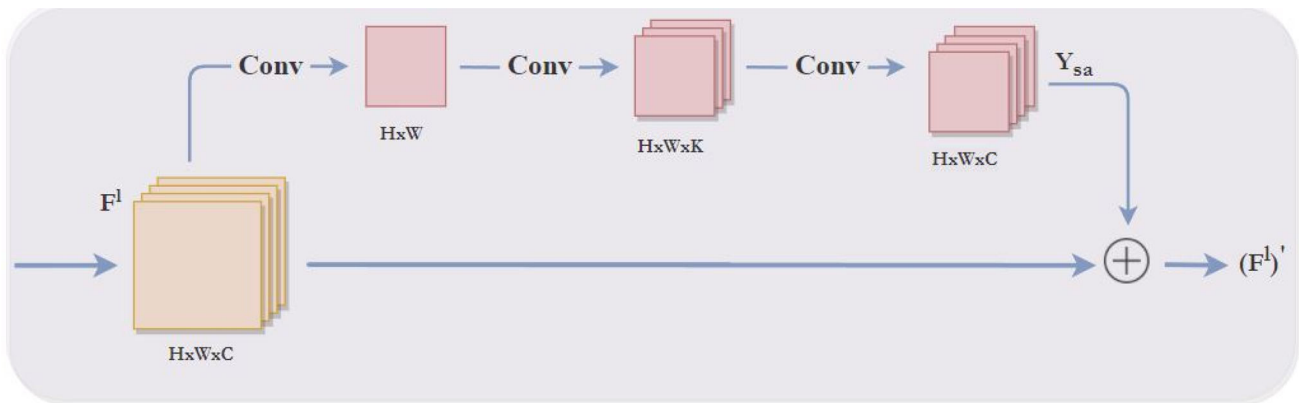 Conv
Conv
Conv
Y_sa
HxW
HxWxK
HxWxC
F^l
(F^l)'
HxWxC